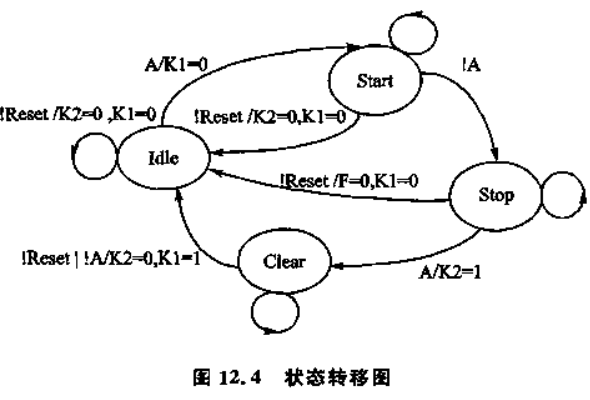 A/K1=0
!A
Start
!Reset /K2=0 ,K1=0
!Reset /K2=0,K1=0
Idle
!Reset /F=0,K1=0
Stop
!Reset | !A/K2=0,K1=1
Clear
A/K2=1
图 12.4 状态转移图